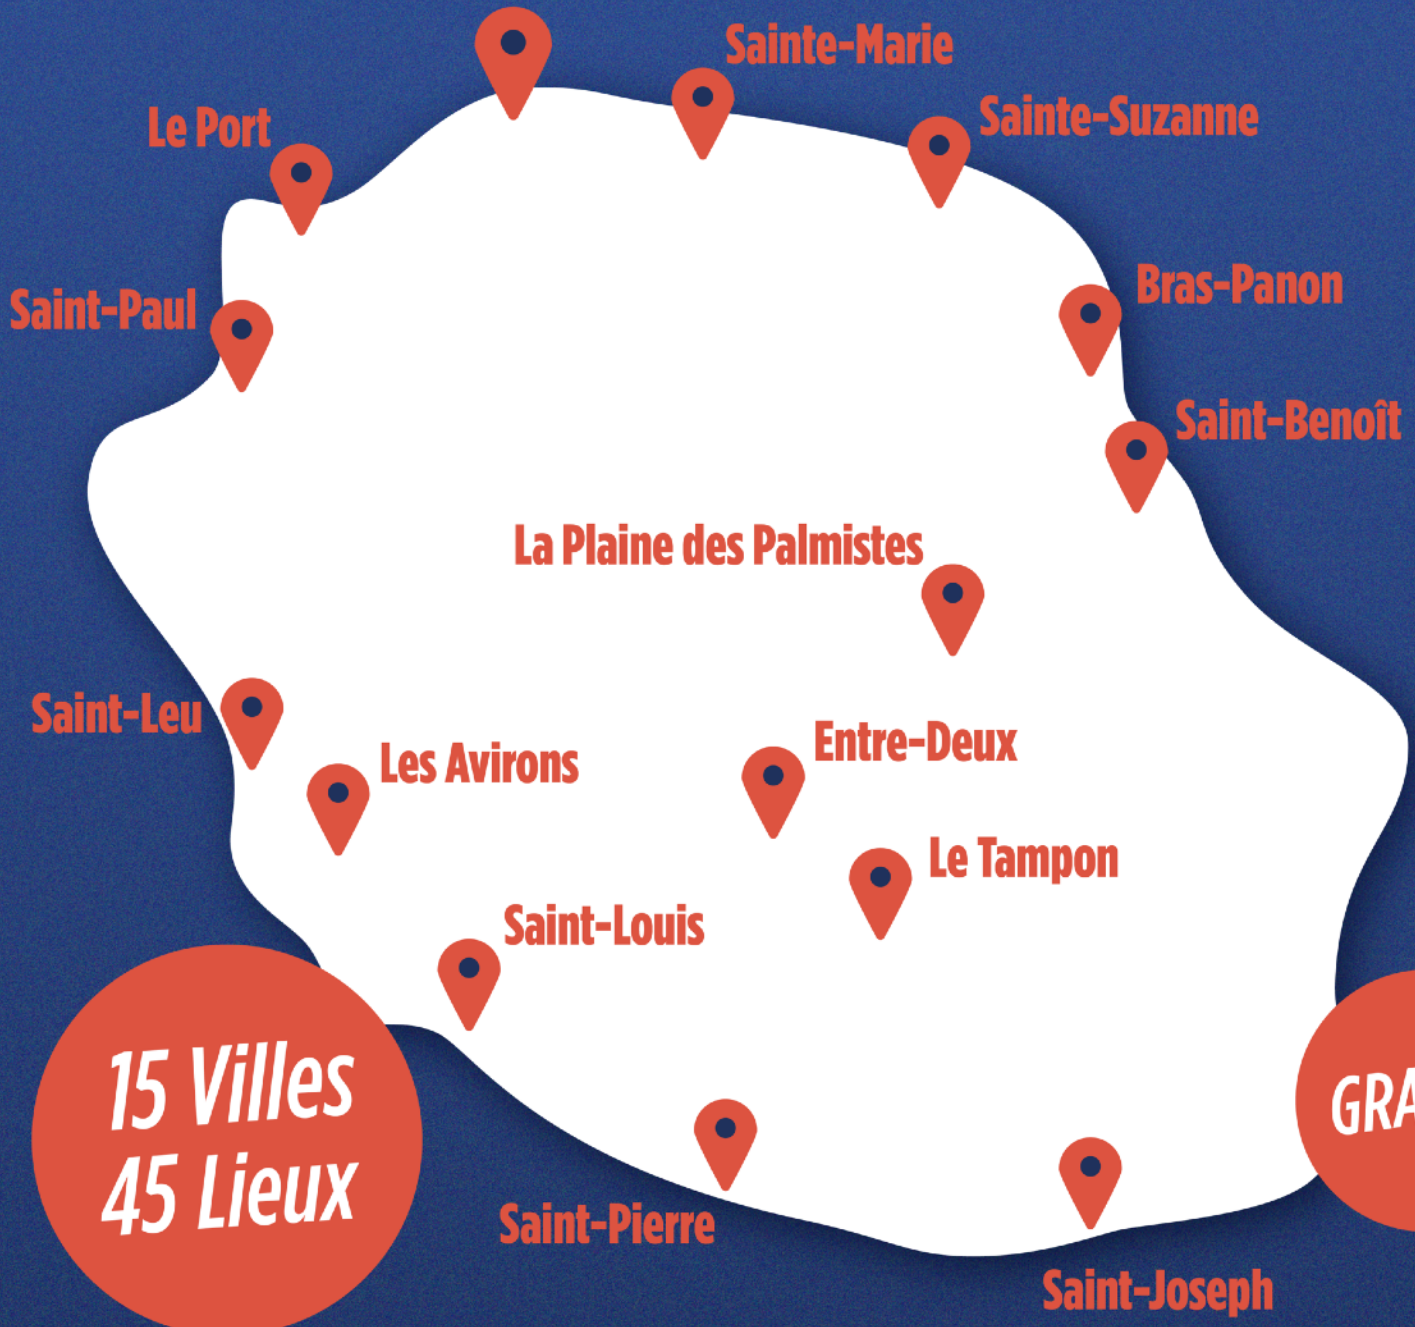 Sainte-Marie
Le Port
Sainte-Suzanne
Saint-Paul
Bras-Panon
Saint-Benoît
La Plaine des Palmistes
Saint-Leu
Les Avirons
Entre-Deux
Le Tampon
Saint-Louis
15 Villes
45 Lieux
GRA
Saint-Pierre
Saint-Joseph